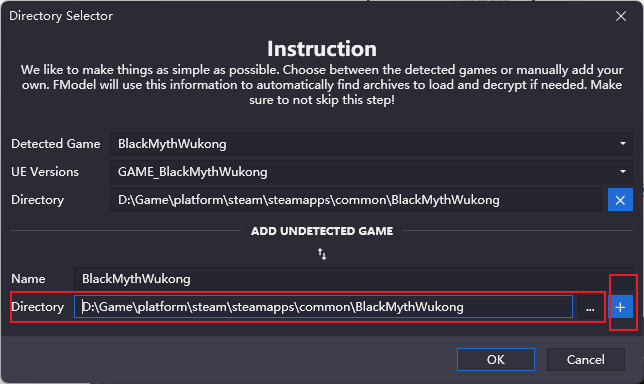 Directory Selector
Instruction
We like to make things as simple as possible. Choose between the detected games or manually add your
own. FModel will use this information to automatically find archives to load and decrypt if needed. Make
sure to not skip this step!
Detected Game BlackMythWukong
UE Versions GAME_BlackMythWukong
Directory D:\Game\platform\steam\steamapps\common\BlackMythWukong
ADD UNDETECTED GAME
Name BlackMythWukong
Directory D:\Game\platform\steam\steamapps\common\BlackMythWukong ... +
OK Cancel